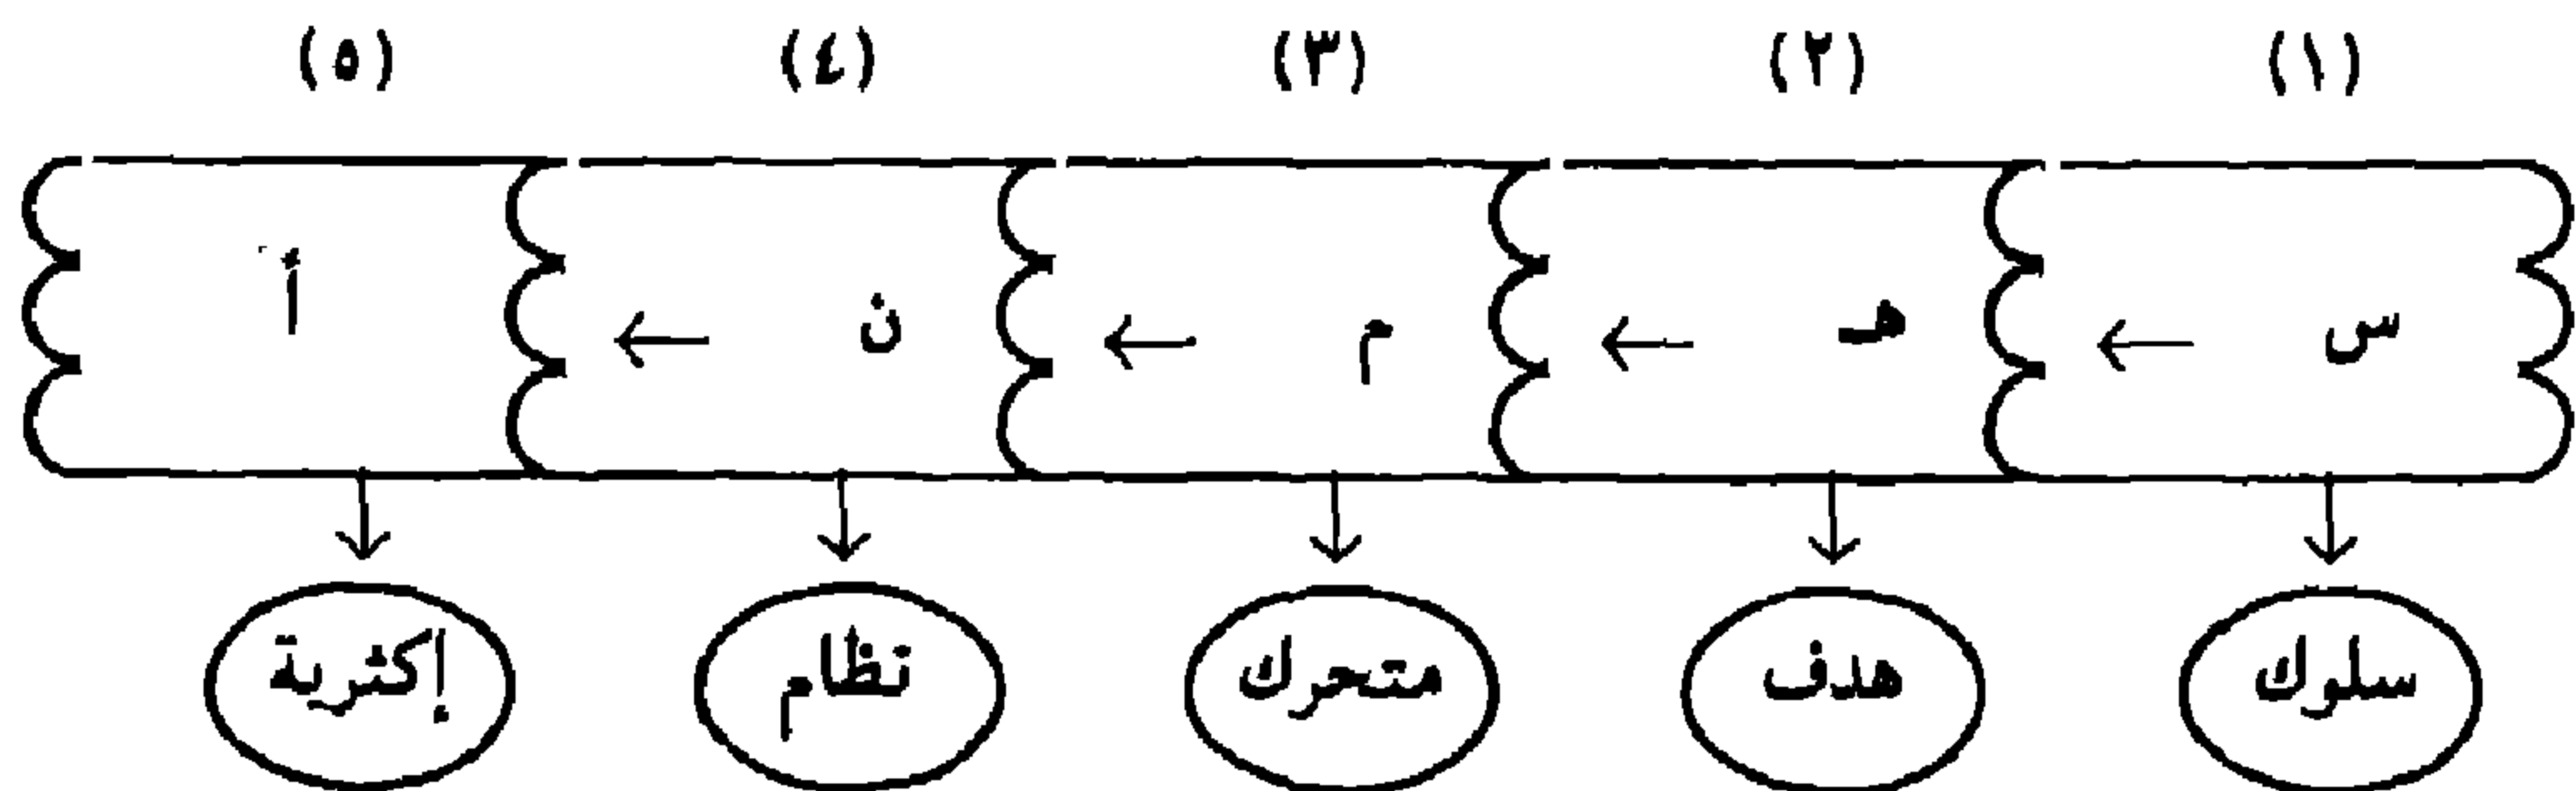 (١) (٢) (٣) (٤) (٥)
س ← هـ ← م ← ن ← أ
سلوك هدف متحرك نظام إكثرية